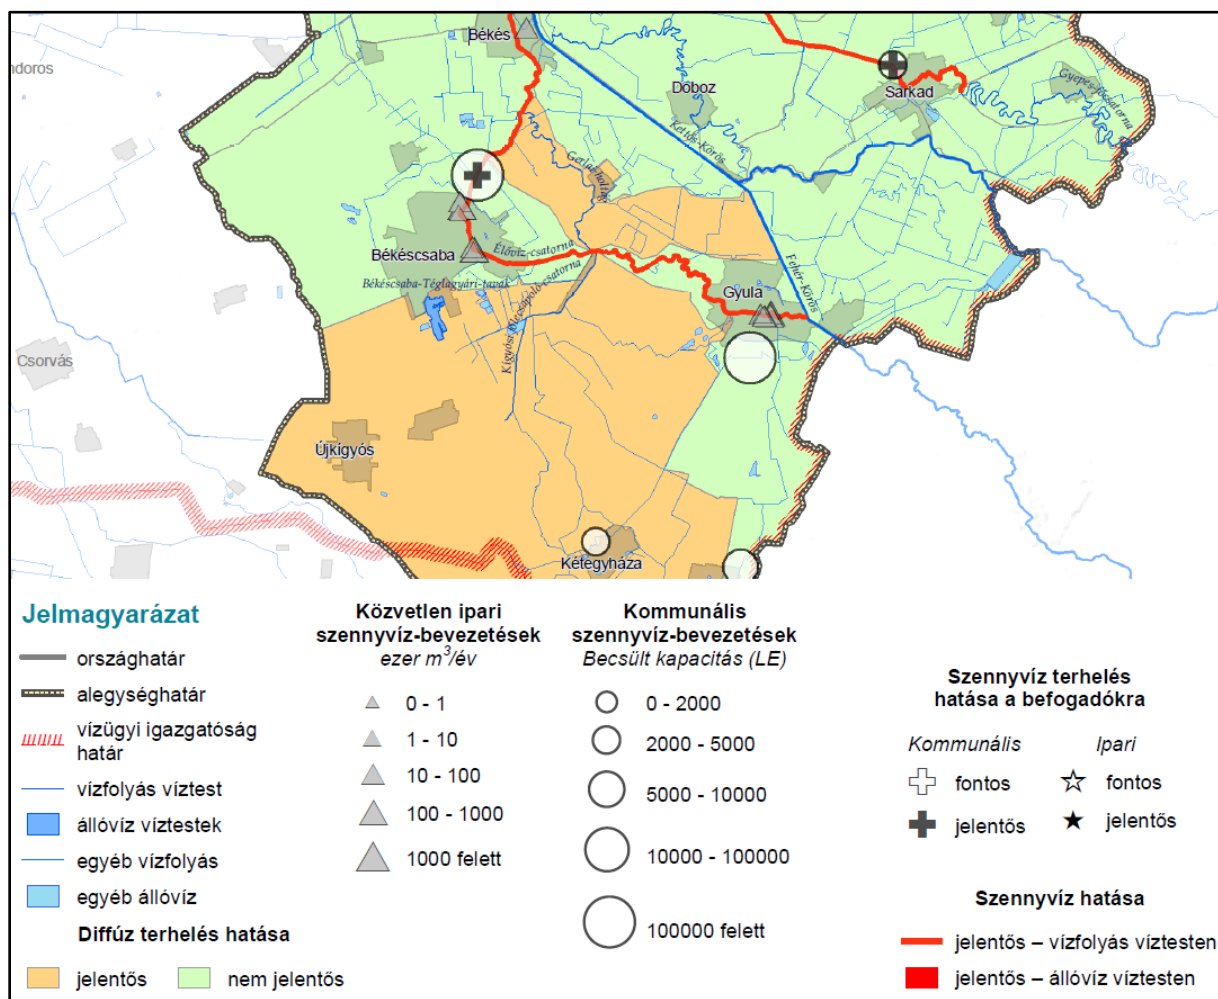 Békés
ndoros
Doboz
Sarkad
Gyepes-főcsatorna
Kettős-Körös
Gerlai-holtág
Békéscsaba
Élővíz-csatorna
Békéscsaba-Téglagyári-tavak
Gyula
Fehér-Körös
Csorvás
Újkígyós
Kétegyháza
Jelmagyarázat
országhatár
alegységhatár
vízügyi igazgatóság
határ
vízfolyás víztest
állóvíz víztestek
egyéb vízfolyás
egyéb állóvíz
Diffúz terhelés hatása
jelentős
nem jelentős
Közvetlen ipari
szennyvíz-bevezetések
ezer m³/év
0 - 1
1 - 10
10 - 100
100 - 1000
1000 felett
Kommunális
szennyvíz-bevezetések
Becsült kapacitás (LE)
0 - 2000
2000 - 5000
5000 - 10000
10000 - 100000
100000 felett
Szennyvíz terhelés
hatása a befogadókra
Kommunális
Ipari
fontos
fontos
jelentős
jelentős
Szennyvíz hatása
jelentős – vízfolyás víztesten
jelentős – állóvíz víztesten